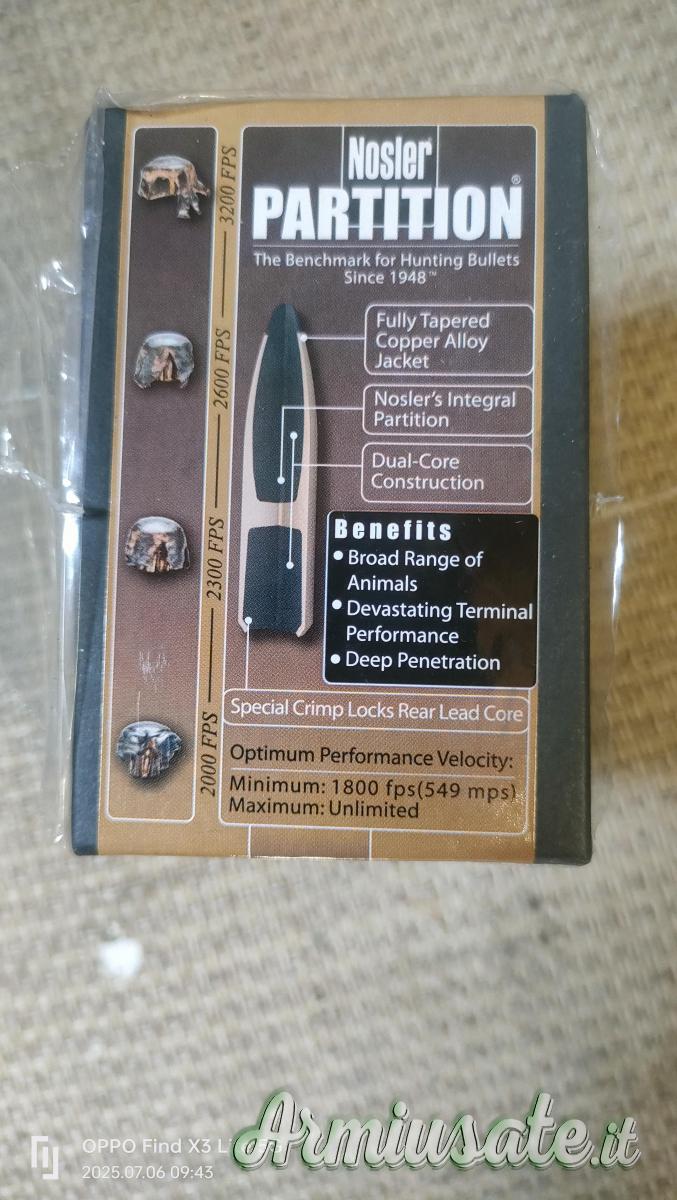 Nosler®
PARTITION®
The Benchmark for Hunting Bullets
Since 1948™
3200 FPS
2600 FPS
2300 FPS
2000 FPS
Fully Tapered
Copper Alloy
Jacket
Nosler's Integral
Partition
Dual-Core
Construction
Benefits
• Broad Range of
Animals
• Devastating Terminal
Performance
• Deep Penetration
Special Crimp Locks Rear Lead Core
Optimum Performance Velocity:
Minimum: 1800 fps(549 mps)
Maximum: Unlimited
OPPO Find X3
2025.07.06 09:43
Armiusate.it